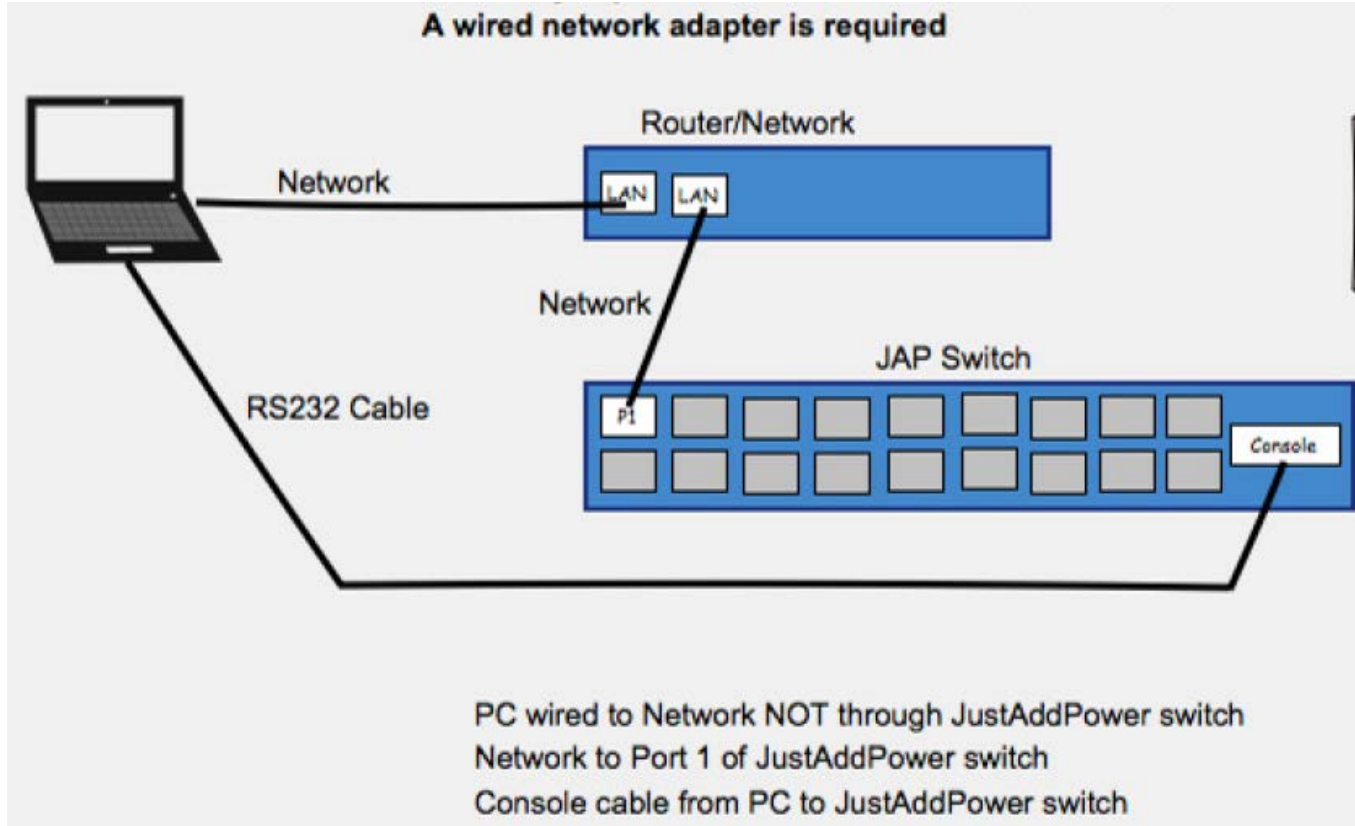 A wired network adapter is required
Router/Network
Network
LAN
LAN
Network
JAP Switch
RS232 Cable
P1
Console
PC wired to Network NOT through JustAddPower switch
Network to Port 1 of JustAddPower switch
Console cable from PC to JustAddPower switch